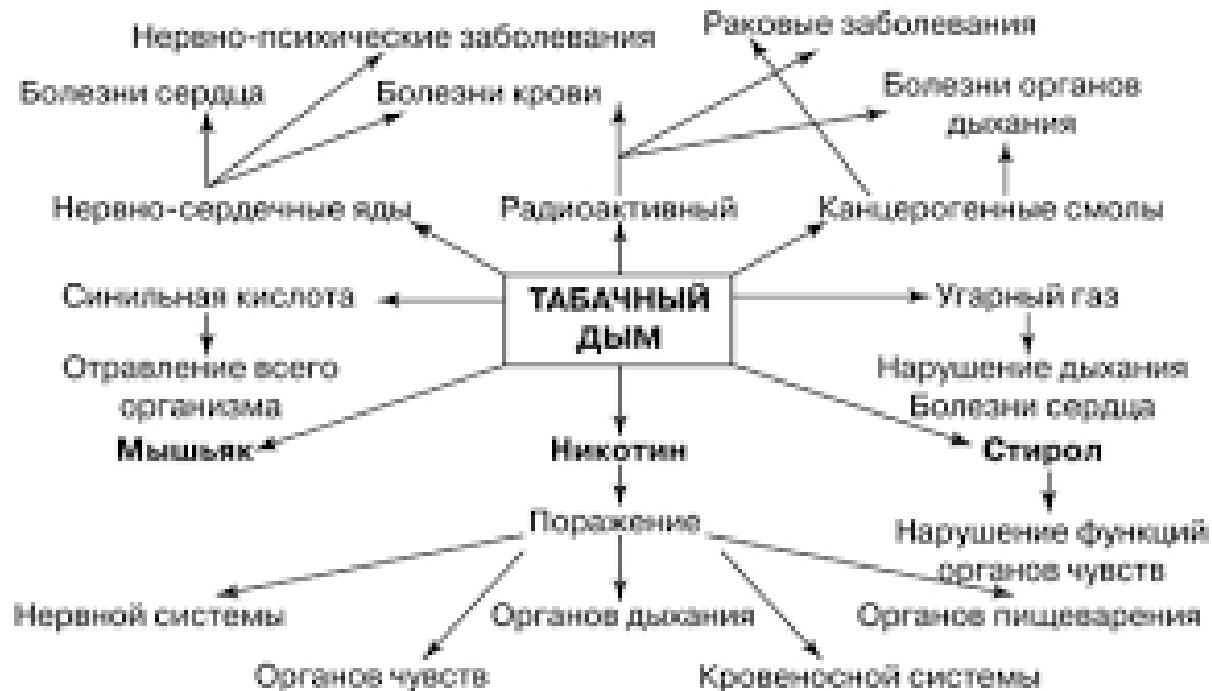 Нервно-психические заболевания
Раковые заболевания
Болезни сердца
Болезни крови
Болезни органов
дыхания
Нервно-сердечные яды
Радиоактивный
Канцерогенные смолы
Синильная кислота
ТАБАЧНЫЙ
ДЫМ
Угарный газ
Отравление всего
организма
Нарушение дыхания
Болезни сердца
Мышьяк
Никотин
Стирол
Поражение
Нарушение функций
органов чувств
Нервной системы
Органов дыхания
Органов пищеварения
Органов чувств
Кровеносной системы